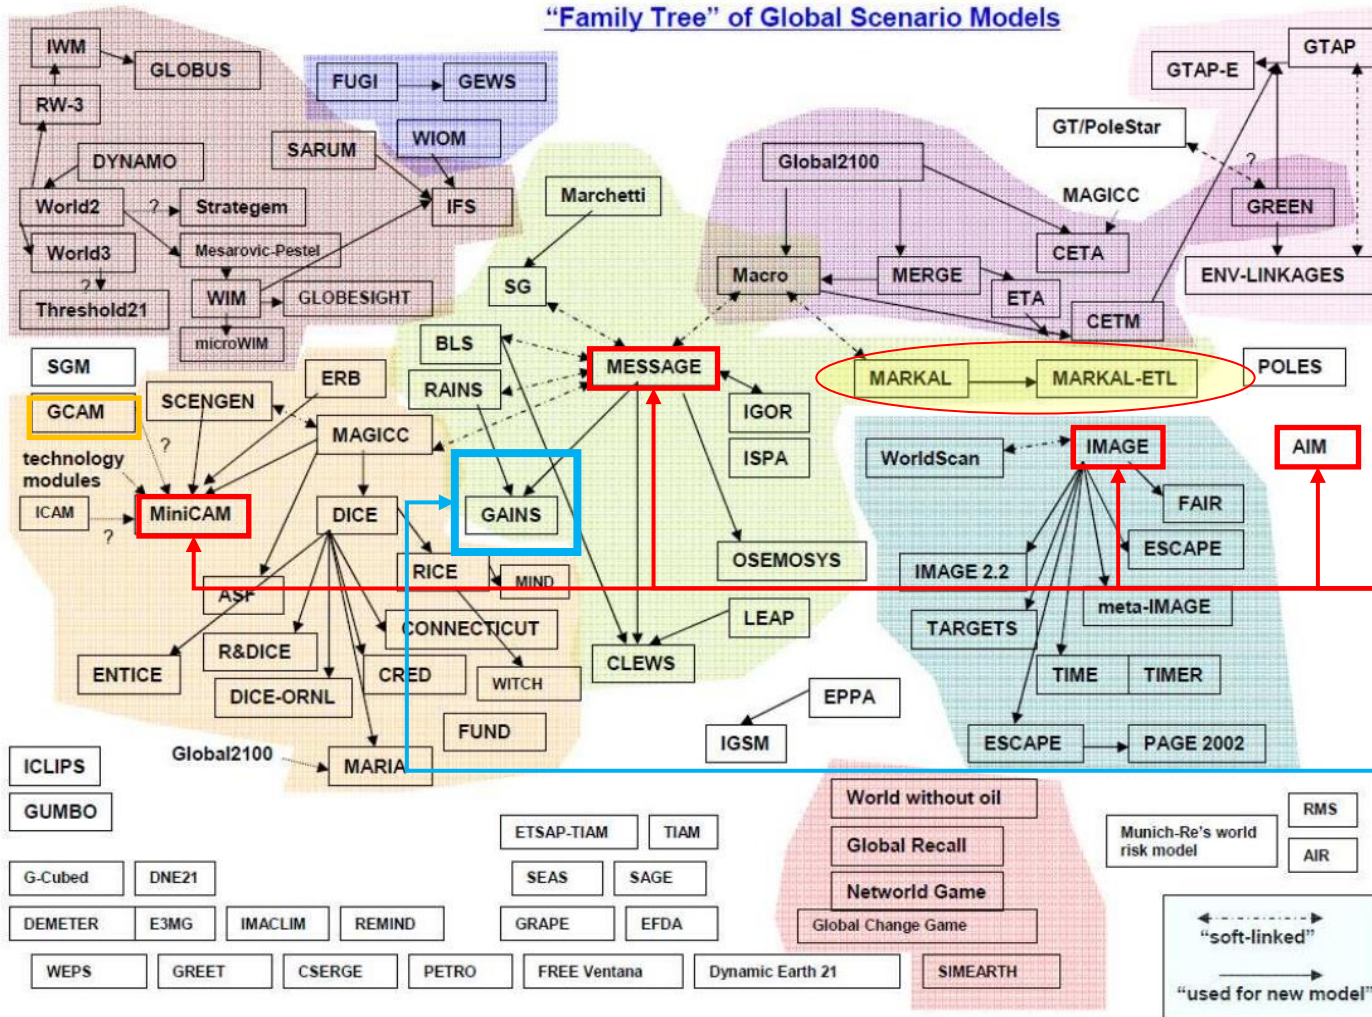 “Family Tree” of Global Scenario Models
IWM
GLOBUS
RW-3
DYNAMO
World2
?
Strategem
World3
Mesarovic-Pestel
?
Threshold21
WIM
GLOBESIGHT
microWIM
FUGI
GEWS
WIOM
SARUM
IFS
Marchetti
SG
BLS
RAINS
MESSAGE
IGOR
ISPA
GAINS
OSEMOSYS
LEAP
CLEWS
Global2100
Macro
MERGE
MAGICC
CETA
ETA
CETM
GTAP
GTAP-E
GT/PoleStar
?
GREEN
ENV-LINKAGES
MARKAL
MARKAL-ETL
POLES
SGM
GCAM
SCENGEN
ERB
?
MAGICC
technology
modules
ICAM
?
MiniCAM
DICE
ASF
RICE
MIND
R&DICE
CONNECTICUT
ENTICE
CRED
WITCH
DICE-ORNL
FUND
Global2100
MARIA
WorldScan
IMAGE
AIM
FAIR
ESCAPE
IMAGE 2.2
meta-IMAGE
TARGETS
TIME
TIMER
ESCAPE
PAGE 2002
EPPA
IGSM
ICLIPS
GUMBO
World without oil
Global Recall
Networld Game
Global Change Game
SIMEARTH
Munich-Re's world
risk model
RMS
AIR
ETSAP-TIAM
TIAM
G-Cubed
DNE21
SEAS
SAGE
DEMETER
E3MG
IMACLIM
REMIND
GRAPE
EFDA
WEPS
GREET
CSERGE
PETRO
FREE Ventana
Dynamic Earth 21
“soft-linked”
“used for new model”